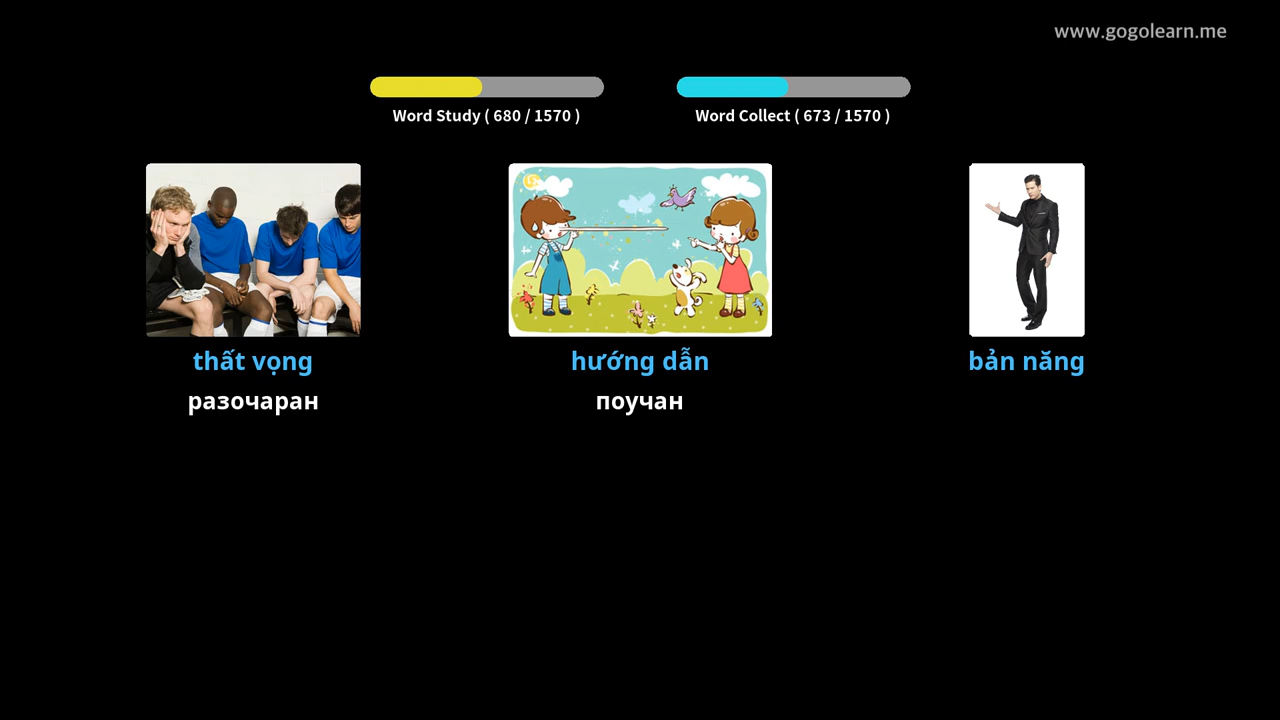 www.gogolearn.me
Word Study ( 680 / 1570 )
Word Collect ( 673 / 1570 )
thất vọng
hướng dẫn
bản năng
разочаран
поучан